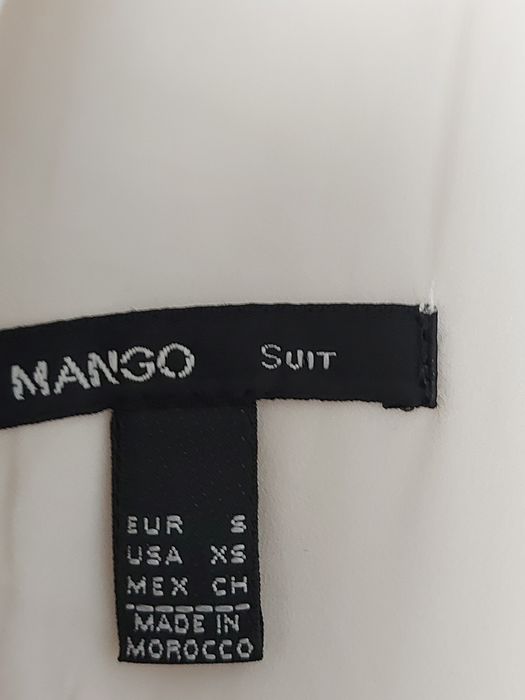 MANGO SUIT
EUR S
USA XS
MEX CH
MADE IN
MOROCCO